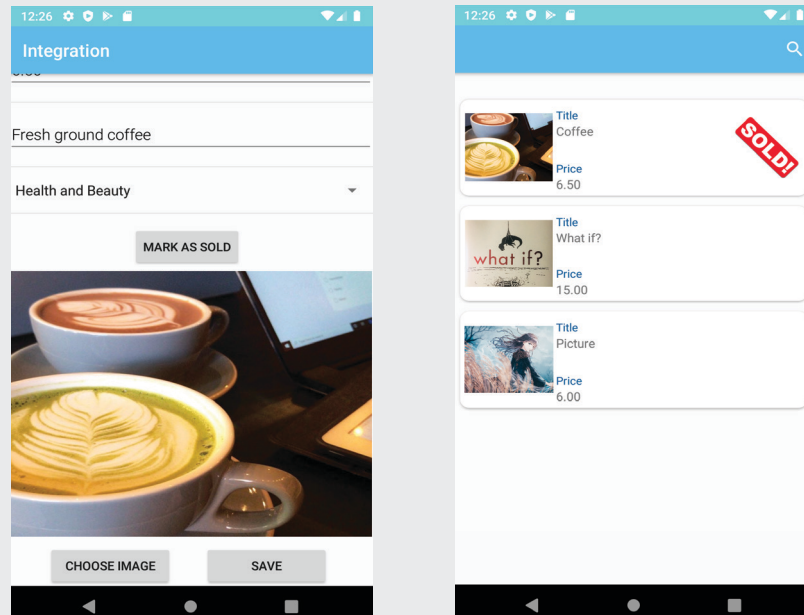 12:26
Integration
Fresh ground coffee
Health and Beauty
MARK AS SOLD
CHOOSE IMAGE
SAVE
12:26
Title
Coffee
Price
6.50
SOLD!
Title
What if?
Price
15.00
what if?
Title
Picture
Price
6.00